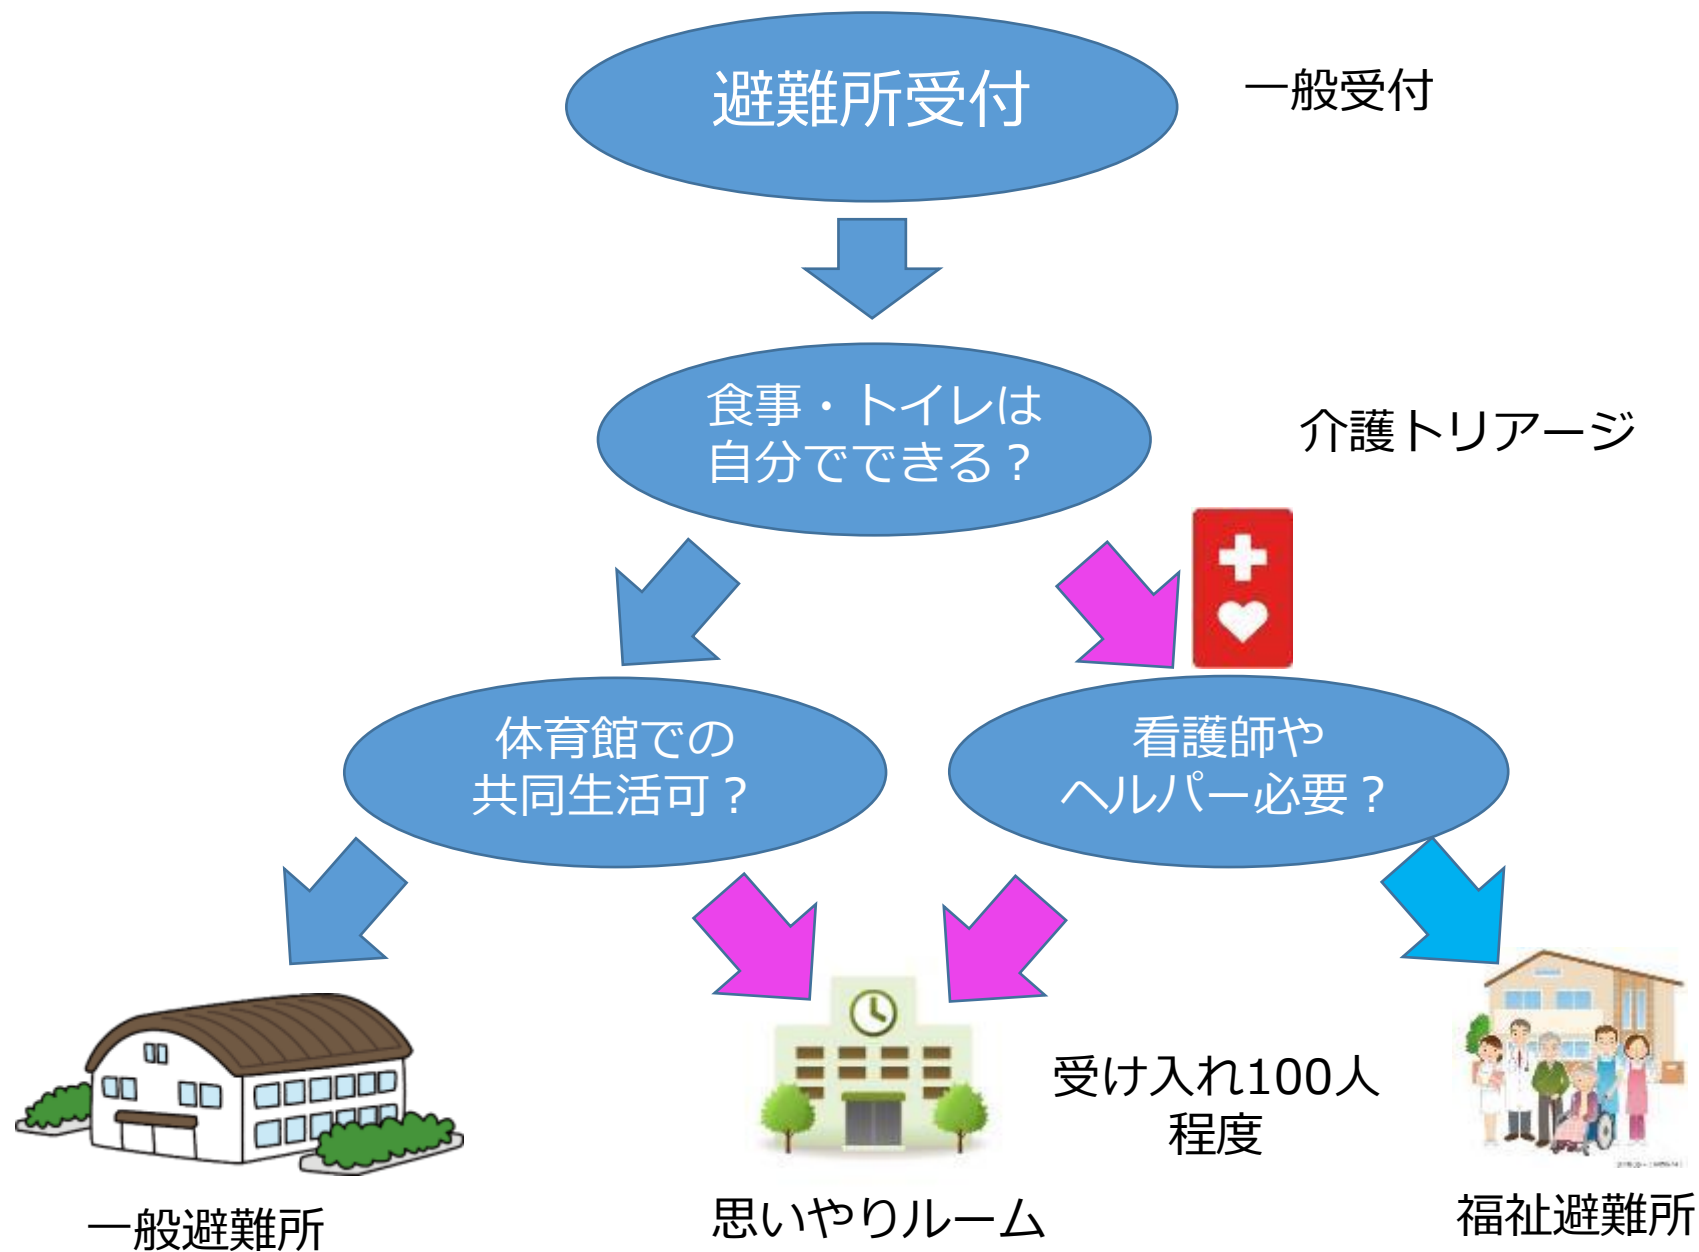 避難所受付
一般受付
食事・トイレは
自分でできる？
介護トリアージ
体育館での
共同生活可？
看護師や
ヘルパー必要？
受け入れ100人
程度
一般避難所
思いやりルーム
福祉避難所